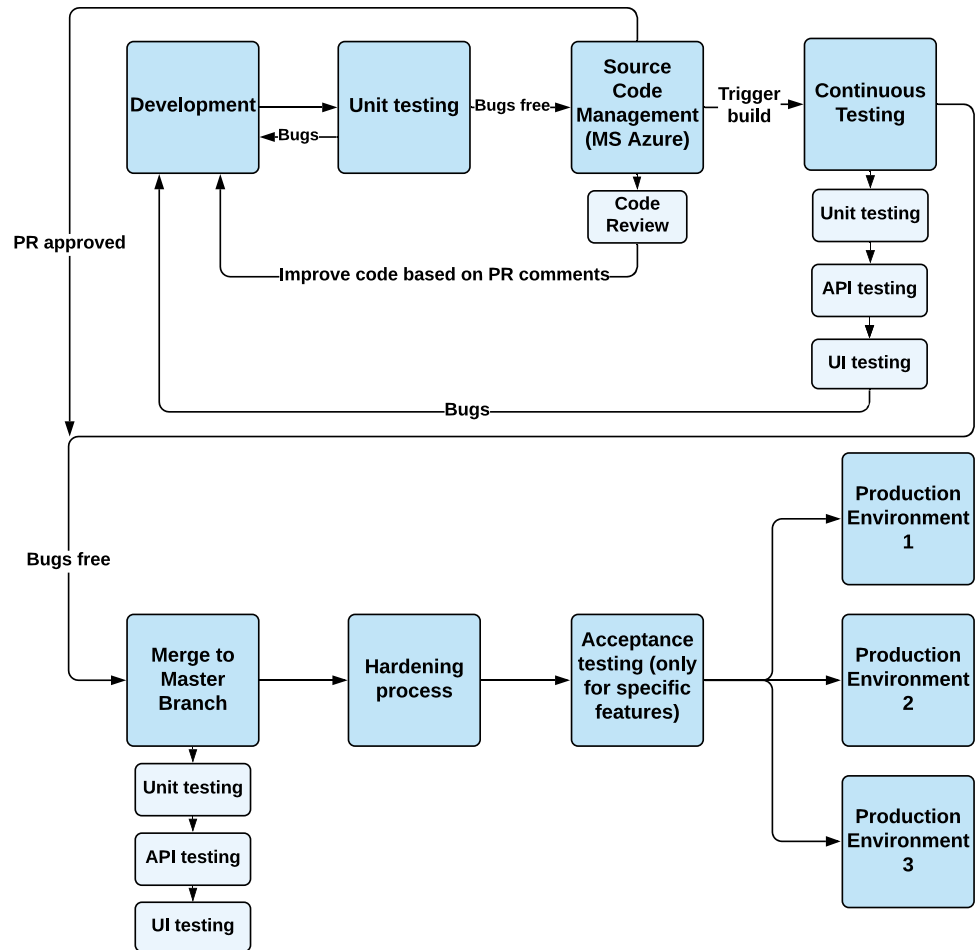 Development
Unit testing
Bugs free
Bugs
Source
Code
Management
(MS Azure)
Trigger
build
Continuous
Testing
Code
Review
Unit testing
API testing
UI testing
PR approved
Improve code based on PR comments
Bugs
Bugs free
Merge to
Master
Branch
Hardening
process
Acceptance
testing (only
for specific
features)
Production
Environment
1
Production
Environment
2
Production
Environment
3
Unit testing
API testing
UI testing